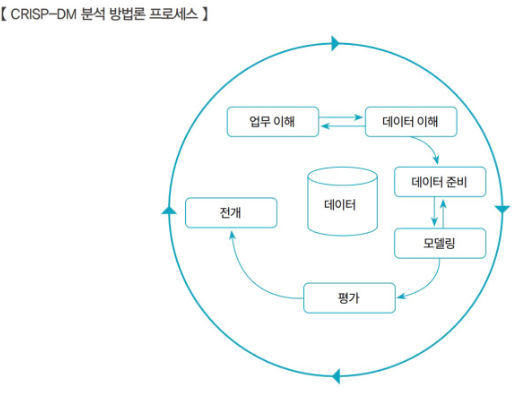 【 CRISP-DM 분석 방법론 프로세스 】
업무 이해
데이터 이해
데이터 준비
데이터
전개
모델링
평가